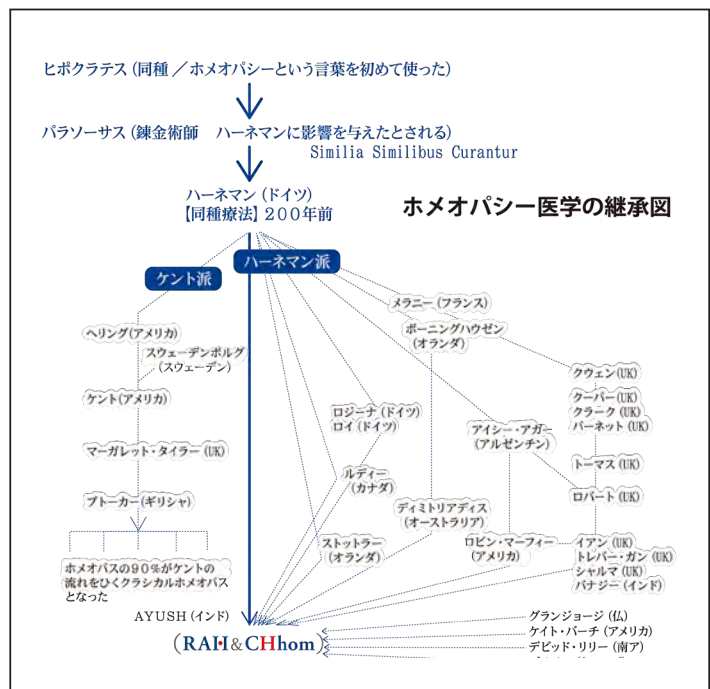 ヒポクラテス（同種／ホメオパシーという言葉を初めて使った）
パラソーサス（錬金術師　ハーネマンに影響を与えたとされる）
Similia Similibus Curantur
ハーネマン（ドイツ）
【同種療法】200年前
ホメオパシー医学の継承図
ケント派
ハーネマン派
メラニー（フランス）
ボーニングハウゼン
（オランダ）
ヘリング（アメリカ）
スウェーデンボルグ
（スウェーデン）
クウェン（UK）
ケント（アメリカ）
クーパー（UK）
クラーク（UK）
バーネット（UK）
ロジーナ（ドイツ）
ロイ（ドイツ）
アイシー・アガー
（アルゼンチン）
マーガレット・タイラー（UK）
トーマス（UK）
ルディー
（カナダ）
ブトーカー（ギリシャ）
ロバート（UK）
ディミトリアディス
（オーストラリア）
ストットラー
（オランダ）
ロビン・マーフィー
（アメリカ）
イアン（UK）
トレバー・ガン（UK）
シャルマ（UK）
バナジー（インド）
ホメオパスの90％がケントの
流れをひくクラシカルホメオパス
となった
AYUSH（インド）
（RAH & CHhom）
グランジョージ（仏）
ケイト・バーチ（アメリカ）
デビッド・リリー（南ア）